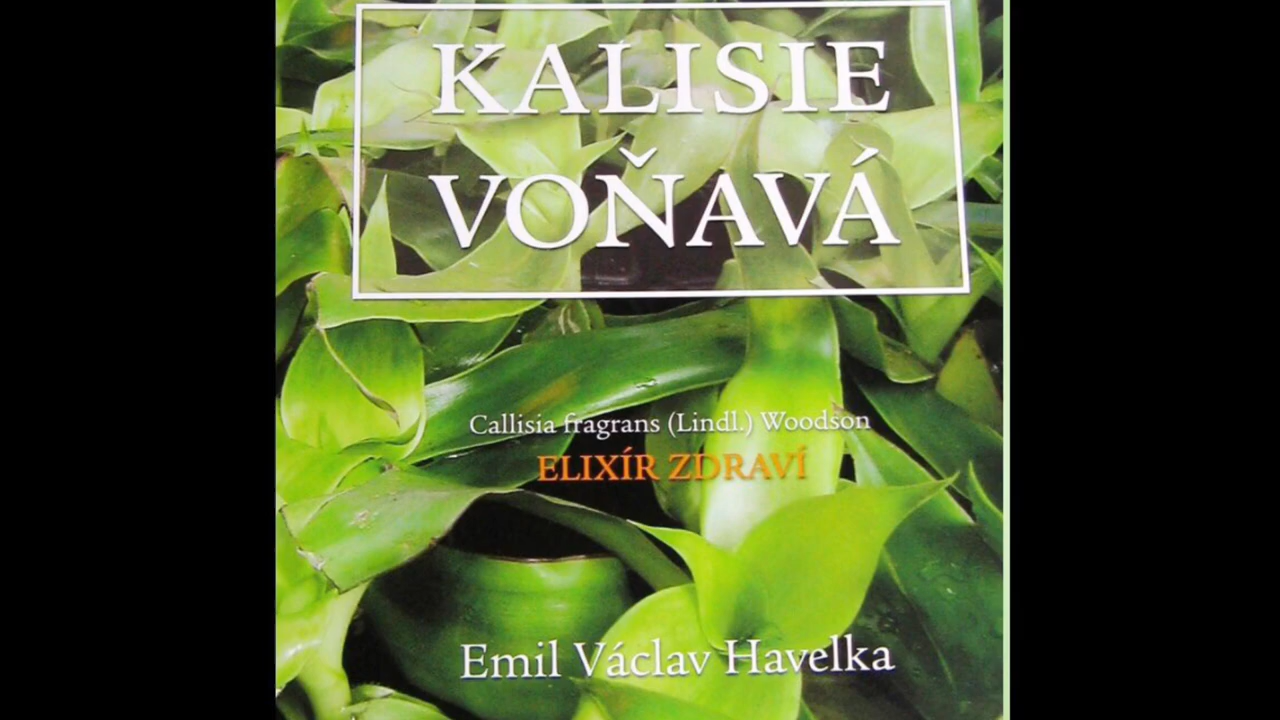 KALISIE
VOŇAVÁ
Callisia fragrans (Lindl.) Woodson
ELIXÍR ZDRAVÍ
Emil Václav Havelka